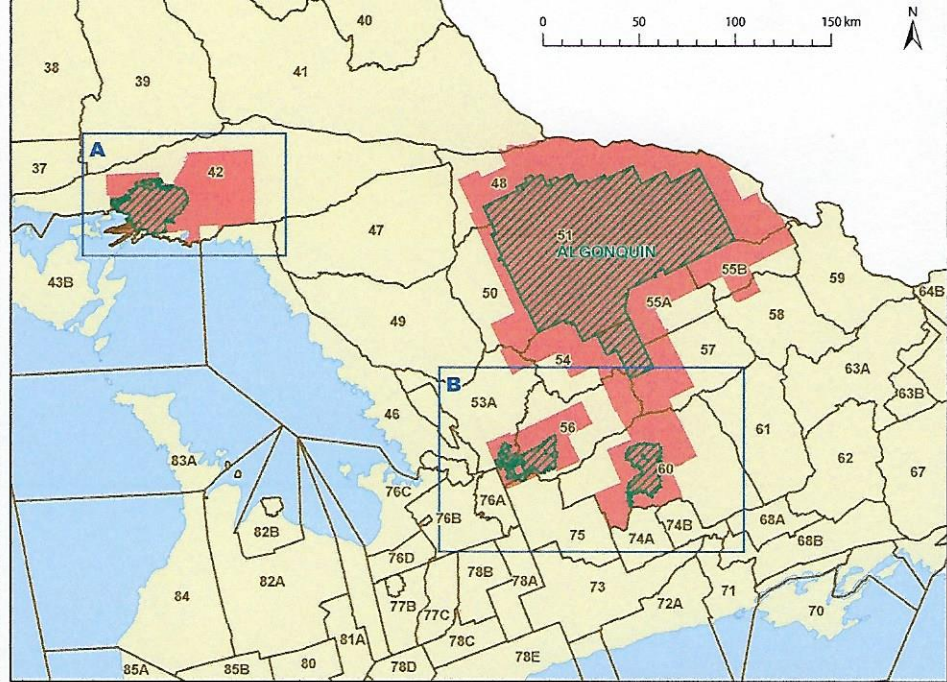 40
0 50 100 150 km
N
38
39
41
A
37
42
48
47
51
ALGONQUIN
43B
50
55B
59
64B
55A
49
58
57
54
63A
B
53A
63B
46
56
61
62
67
83A
60
76C
76A
76B
82B
75
74A
74B
68A
68B
76D
78B
78A
82A
84
73
71
72A
70
77B
77C
81A
78C
78E
85A
85B
80
78D